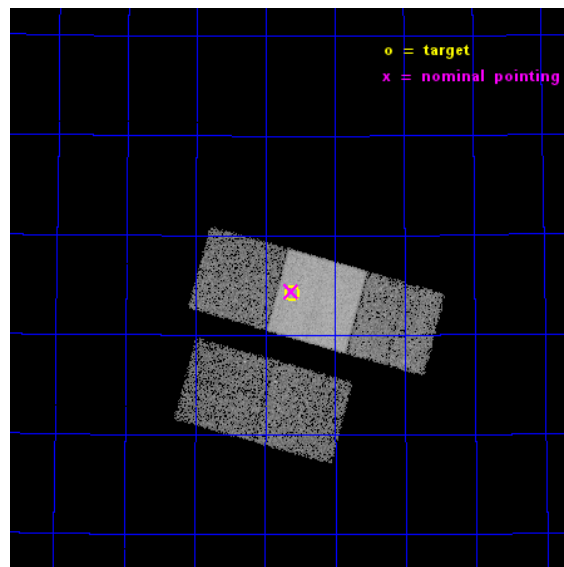 o = target
x = nominal pointing